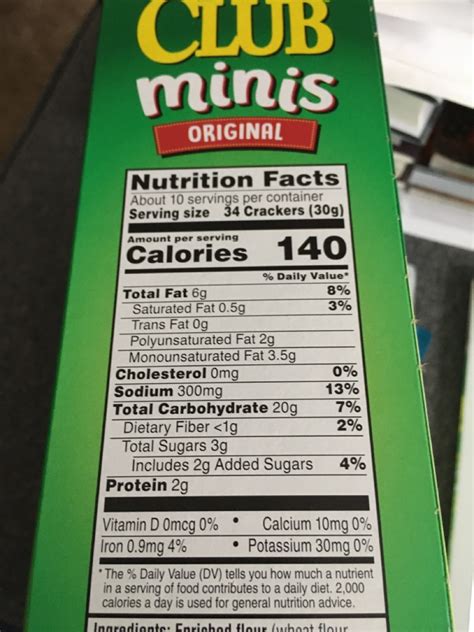 CLUB
minis
ORIGINAL
Nutrition Facts
About 10 servings per container
Serving size 34 Crackers (30g)
Amount per serving
Calories 140
% Daily Value*
Total Fat 6g 8%
Saturated Fat 0.5g 3%
Trans Fat 0g
Polyunsaturated Fat 2g
Monounsaturated Fat 3.5g
Cholesterol 0mg 0%
Sodium 300mg 13%
Total Carbohydrate 20g 7%
Dietary Fiber <1g 2%
Total Sugars 3g
Includes 2g Added Sugars 4%
Protein 2g
Vitamin D 0mcg 0% • Calcium 10mg 0%
Iron 0.9mg 4% • Potassium 30mg 0%
* The % Daily Value (DV) tells you how much a nutrient
in a serving of food contributes to a daily diet. 2,000
calories a day is used for general nutrition advice.
Ingredients: Enriched flour (wheat flour